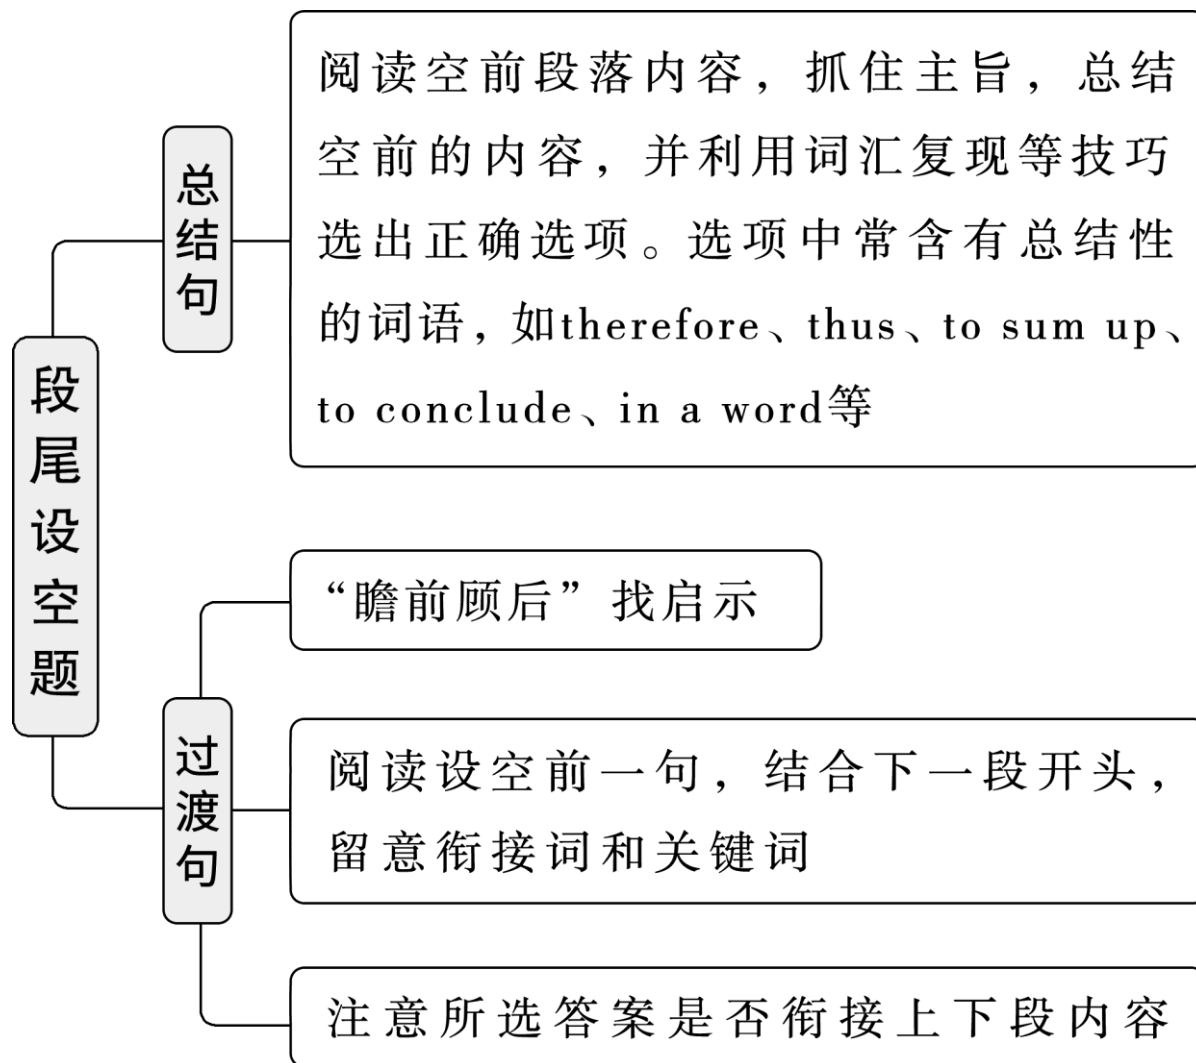 段尾设空题
总结句
阅读空前段落内容，抓住主旨，总结
空前的内容，并利用词汇复现等技巧
选出正确选项。选项中常含有总结性
的词语，如therefore、thus、to sum up、
to conclude、in a word等
过渡句
“瞻前顾后”找启示
阅读设空前一句，结合下一段开头，
留意衔接词和关键词
注意所选答案是否衔接上下段内容